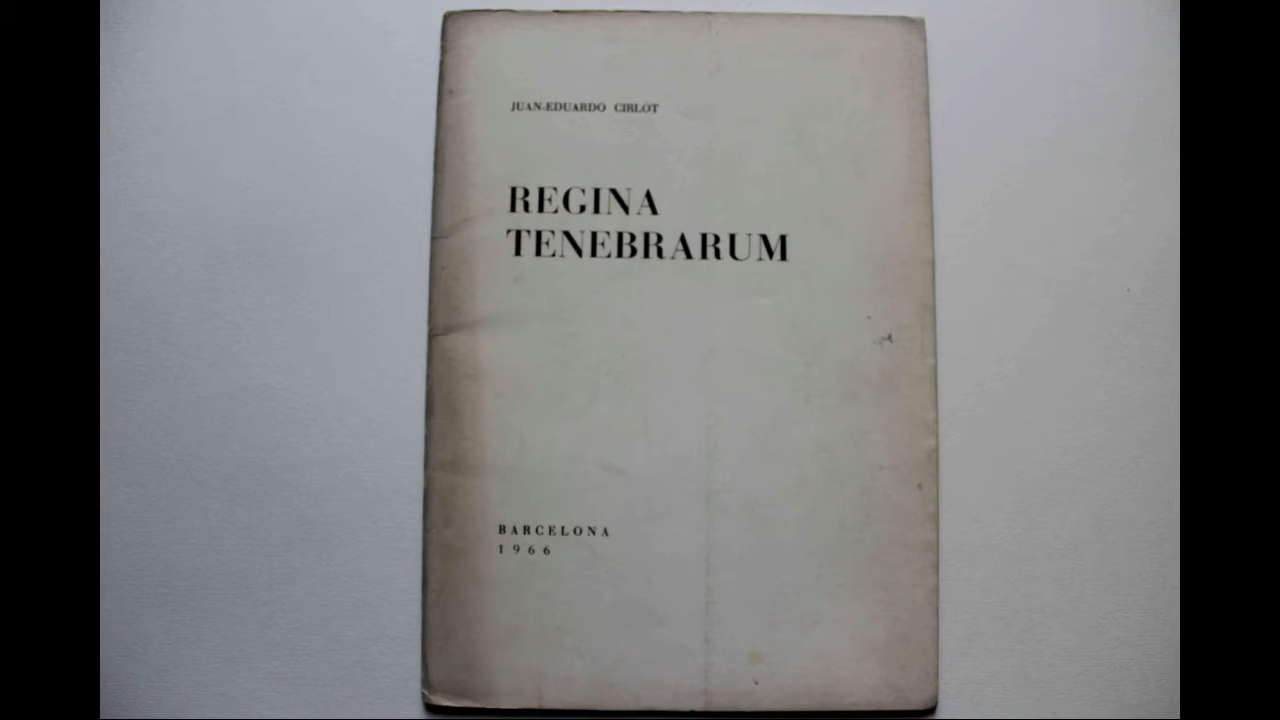 JUAN-EDUARDO CIRLOT
REGINA
TENEBRARUM
BARCELONA
1966